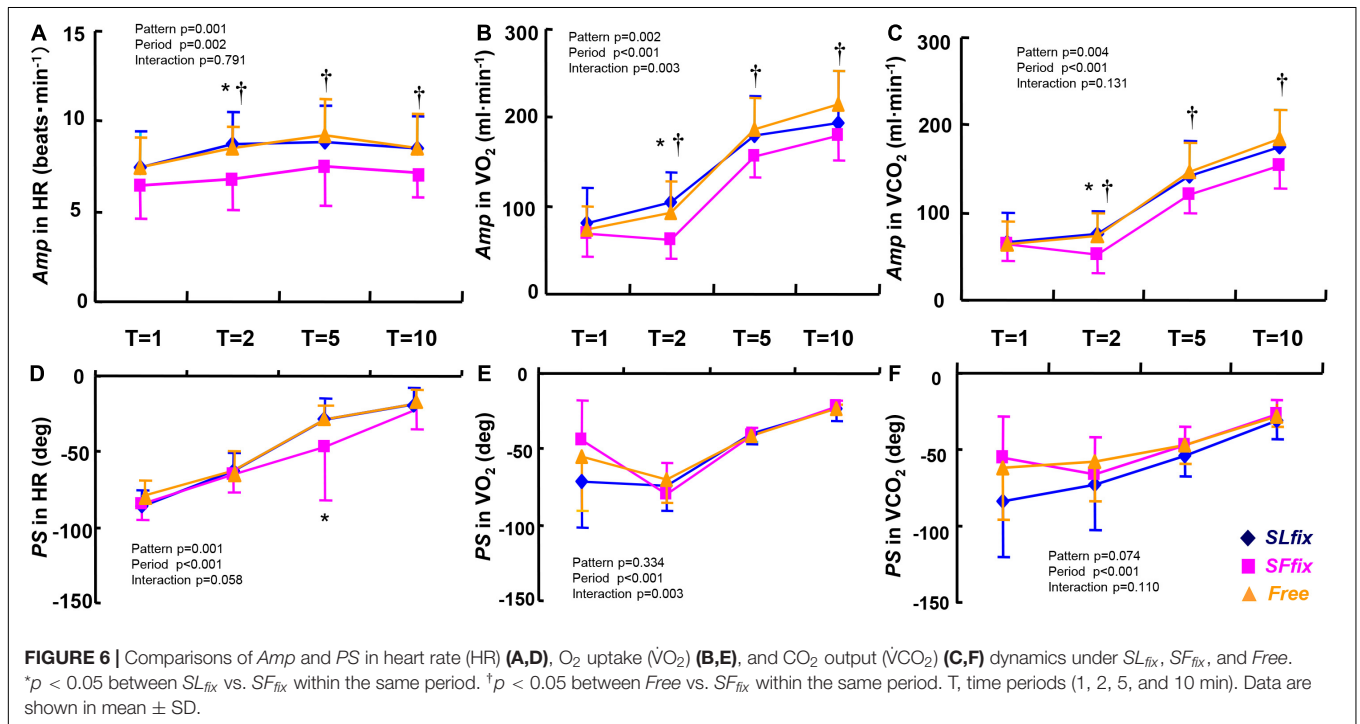 A
Pattern p=0.001
Period p=0.002
Interaction p=0.791
Amp in HR (beats・min⁻¹)
15
10
5
0
* †
†
†
B
Pattern p=0.002
Period p<0.001
Interaction p=0.003
Amp in VO₂ (ml·min⁻¹)
300
200
100
0
* †
†
†
C
Pattern p=0.004
Period p<0.001
Interaction p=0.131
Amp in VCO₂ (ml·min⁻¹)
300
200
100
0
* †
†
†
T=1 T=2 T=5 T=10
T=1 T=2 T=5 T=10
T=1 T=2 T=5 T=10
D
PS in HR (deg)
0
-50
-100
-150
*
Pattern p=0.001
Period p<0.001
Interaction p=0.058
E
PS in VO₂ (deg)
0
-50
-100
-150
Pattern p=0.334
Period p<0.001
Interaction p=0.003
F
PS in VCO₂ (deg)
0
-50
-100
-150
Pattern p=0.074
Period p<0.001
Interaction p=0.110
SLfix
SFfix
Free
FIGURE 6 | Comparisons of Amp and PS in heart rate (HR) (A,D), O₂ uptake (V̇O₂) (B,E), and CO₂ output (V̇CO₂) (C,F) dynamics under SLfix, SFfix, and Free.
*p < 0.05 between SLfix vs. SFfix within the same period. †p < 0.05 between Free vs. SFfix within the same period. T, time periods (1, 2, 5, and 10 min). Data are
shown in mean ± SD.